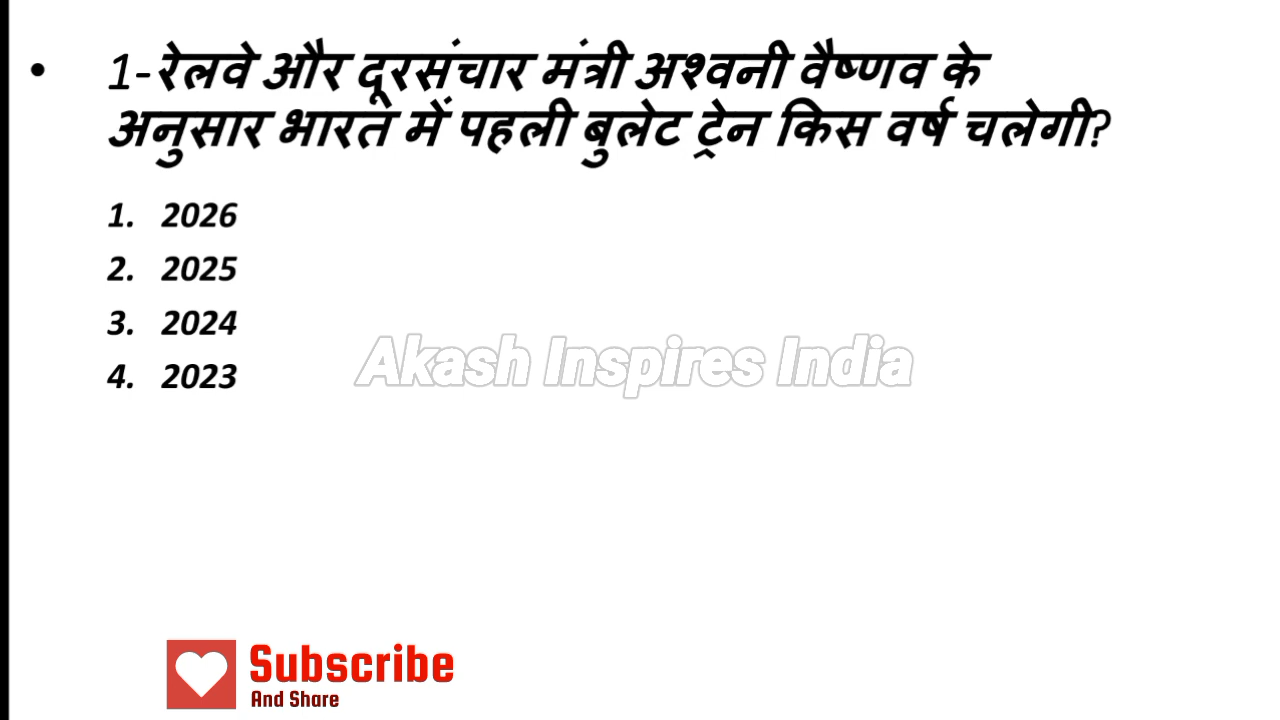 • 1-रेलवे और दूरसंचार मंत्री अश्वनी वैष्णव के
अनुसार भारत में पहली बुलेट ट्रेन किस वर्ष चलेगी?
1. 2026
2. 2025
3. 2024
4. 2023
Akash Inspires India
Subscribe
And Share